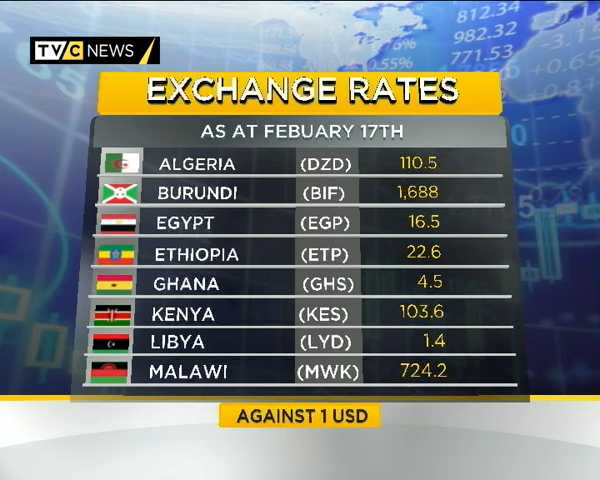 812.34
982.32
771.53
0.55%
TVC NEWS
EXCHANGE RATES
AS AT FEBUARY 17TH
ALGERIA (DZD) 110.5
BURUNDI (BIF) 1,688
EGYPT (EGP) 16.5
ETHIOPIA (ETP) 22.6
GHANA (GHS) 4.5
KENYA (KES) 103.6
LIBYA (LYD) 1.4
MALAWI (MWK) 724.2
AGAINST 1 USD